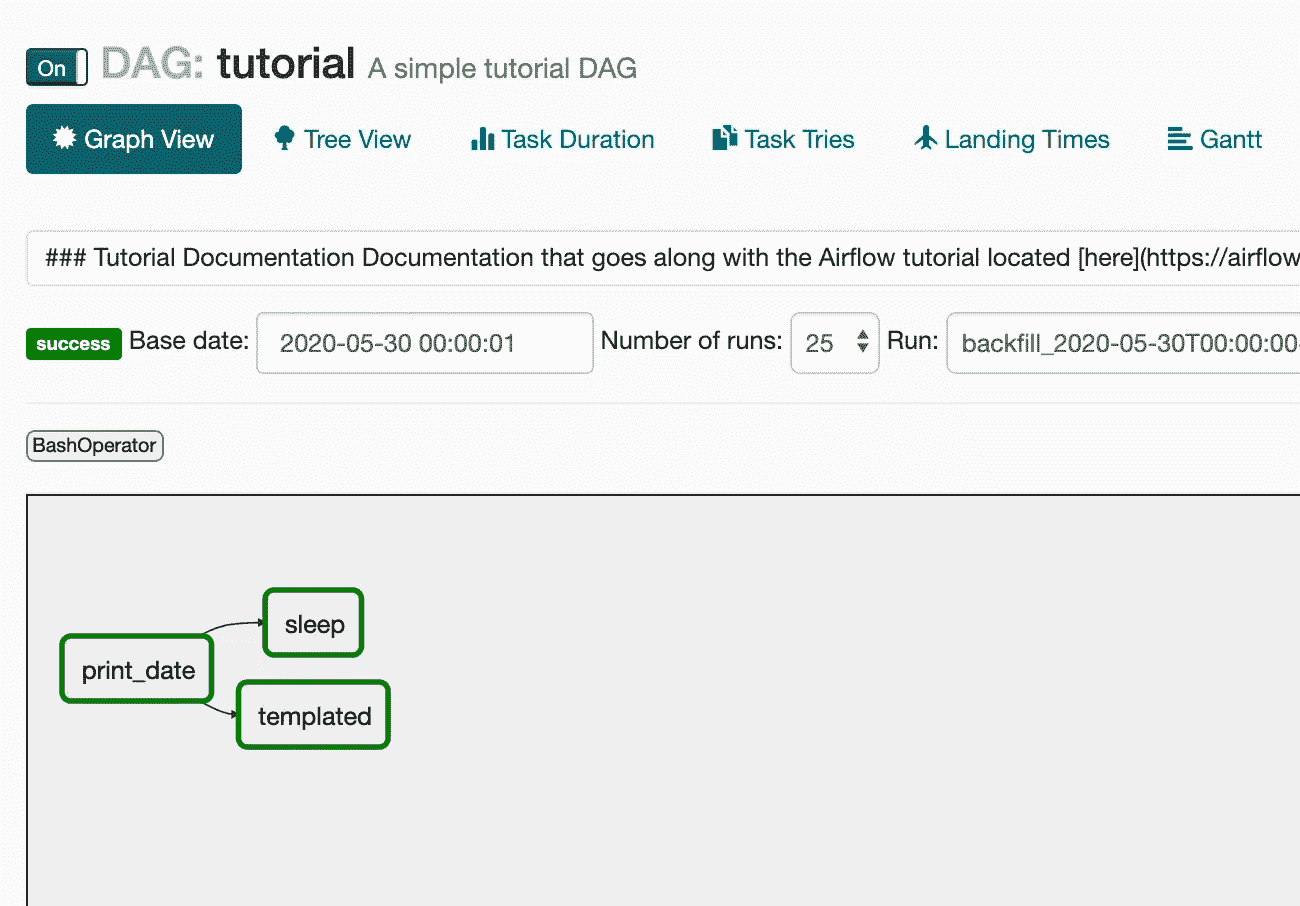 On DAG: tutorial A simple tutorial DAG
Graph View Tree View Task Duration Task Tries Landing Times Gantt
### Tutorial Documentation Documentation that goes along with the Airflow tutorial located [here](https://airflow
success Base date: 2020-05-30 00:00:01 Number of runs: 25 Run: backfill_2020-05-30T00:00:00
BashOperator
sleep
print_date
templated